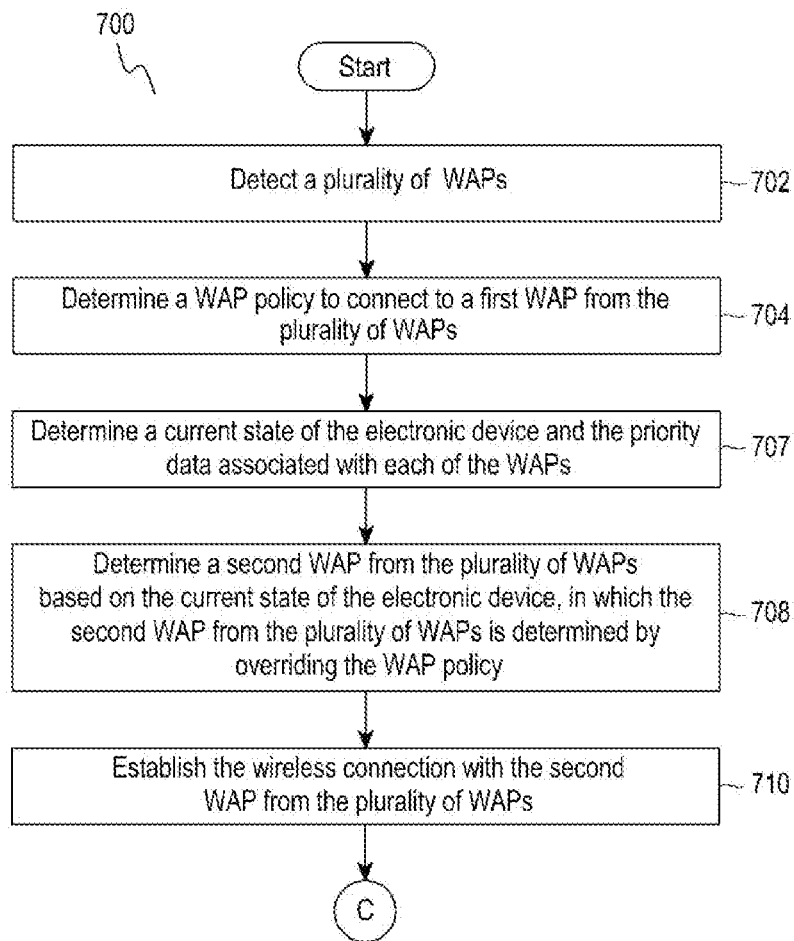 700
Start
Detect a plurality of WAPs
702
Determine a WAP policy to connect to a first WAP from the
plurality of WAPs
704
Determine a current state of the electronic device and the priority
data associated with each of the WAPs
707
Determine a second WAP from the plurality of WAPs
based on the current state of the electronic device, in which the
second WAP from the plurality of WAPs is determined by
overriding the WAP policy
708
Establish the wireless connection with the second
WAP from the plurality of WAPs
710
C